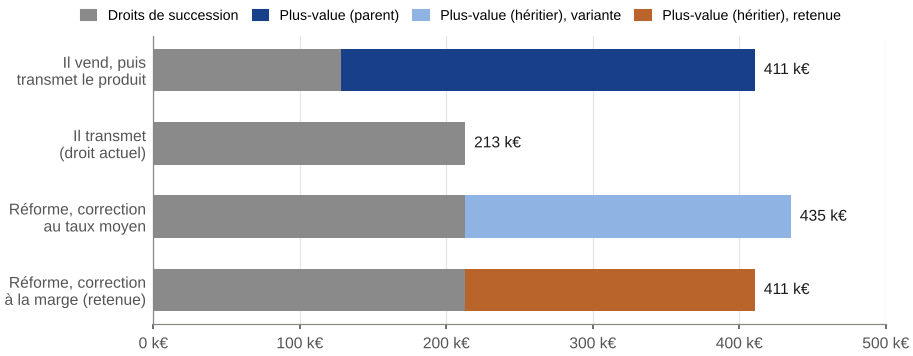 Droits de succession Plus-value (parent) Plus-value (héritier), variante Plus-value (héritier), retenue
Il vend, puis
transmet le produit
411 k€
Il transmet
(droit actuel)
213 k€
Réforme, correction
au taux moyen
435 k€
Réforme, correction
à la marge (retenue)
411 k€
0 k€ 100 k€ 200 k€ 300 k€ 400 k€ 500 k€